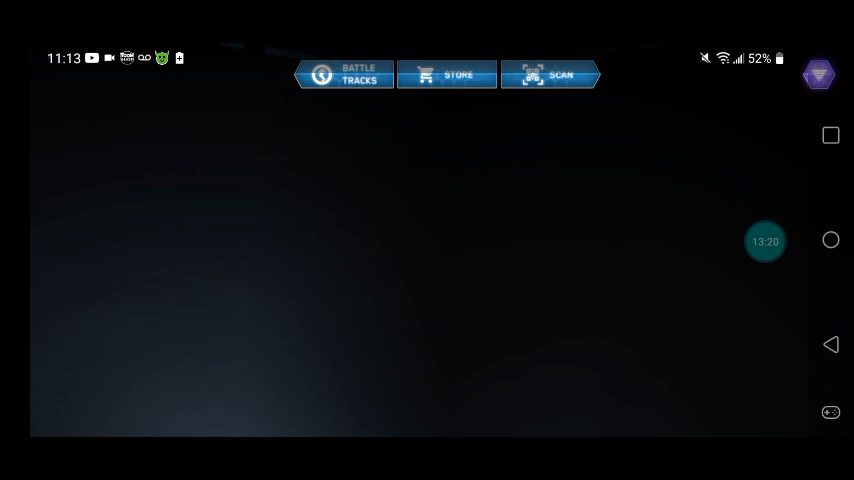 11:13
52%
BATTLE
TRACKS
STORE
SCAN
13:20